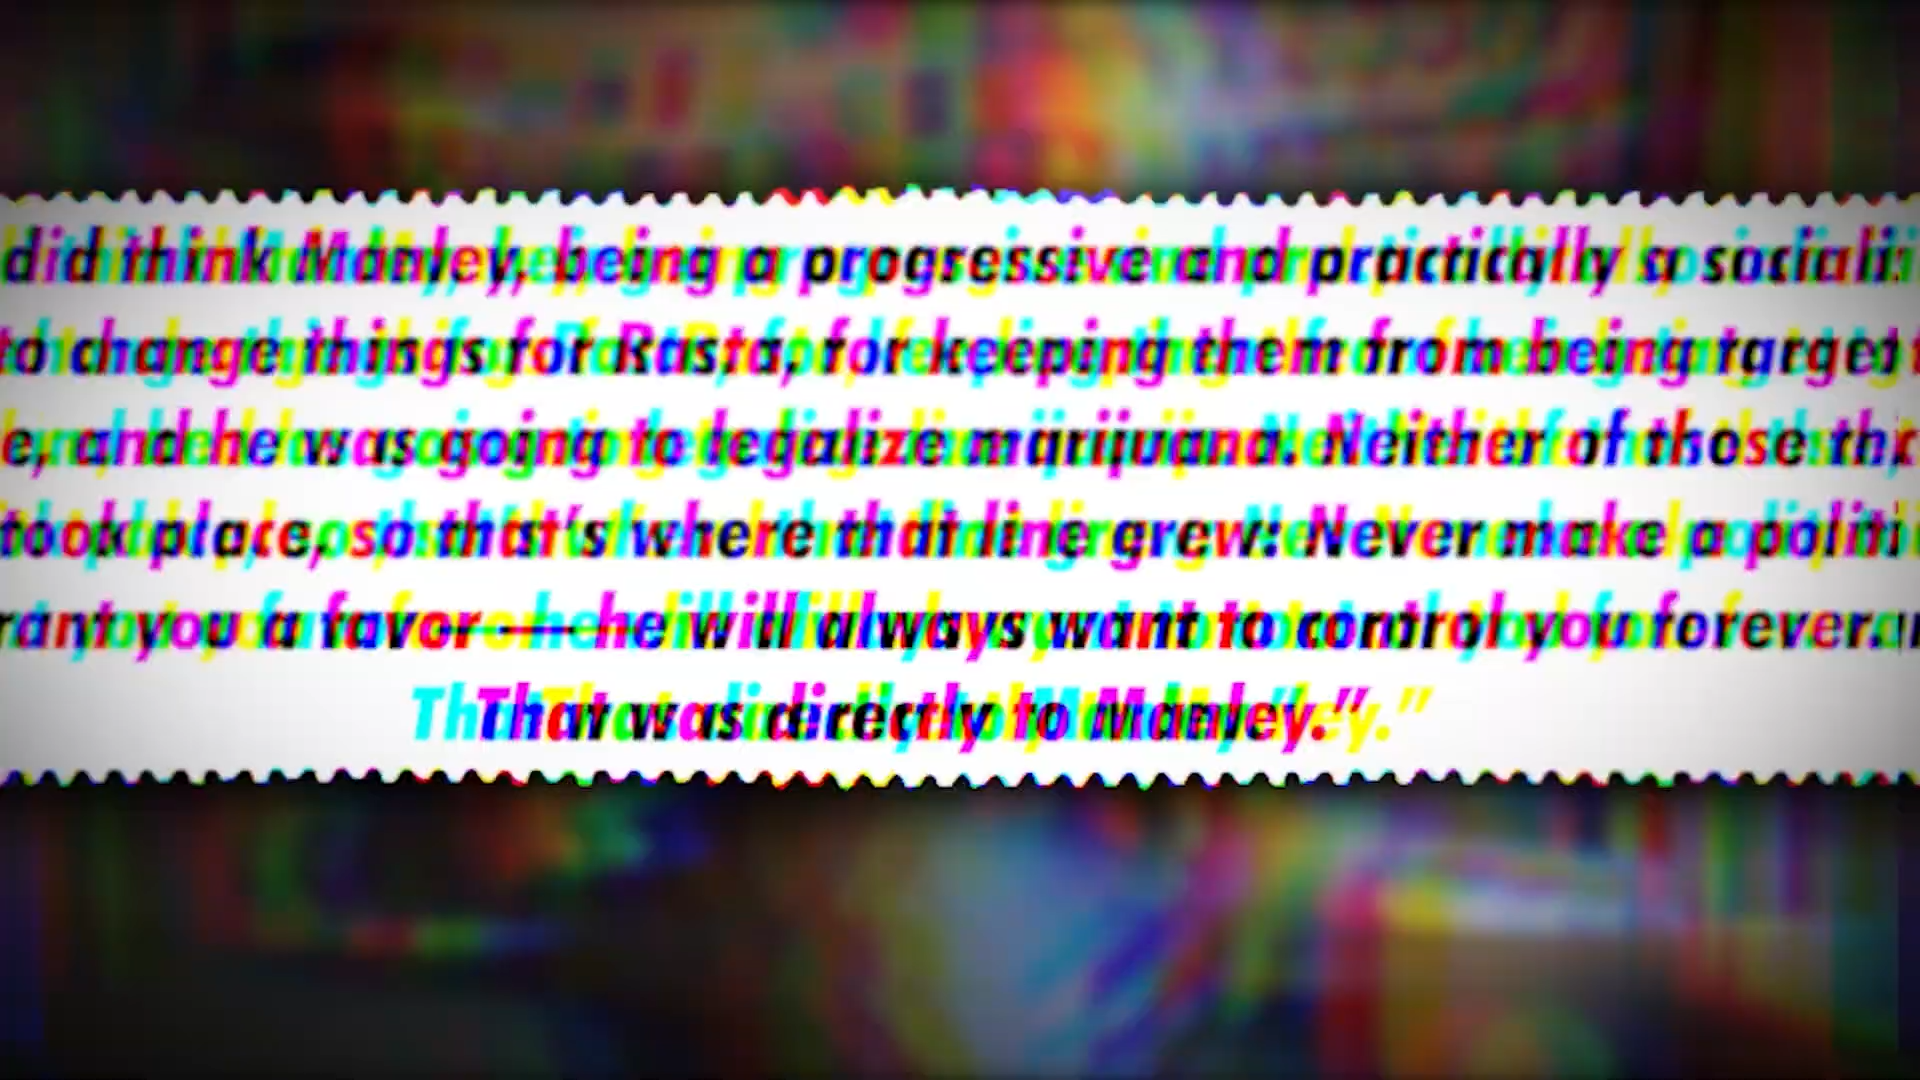 did think Manley, being a progressive and practically a sociali
to change things for Rasta, for keeping them from being target
e, and he was going to legalize marijuana. Neither of those th
took place, so that's where that line grew: Never make a politi
rant you a favor — he will always want to control you forever.
That was directly to Manley.”